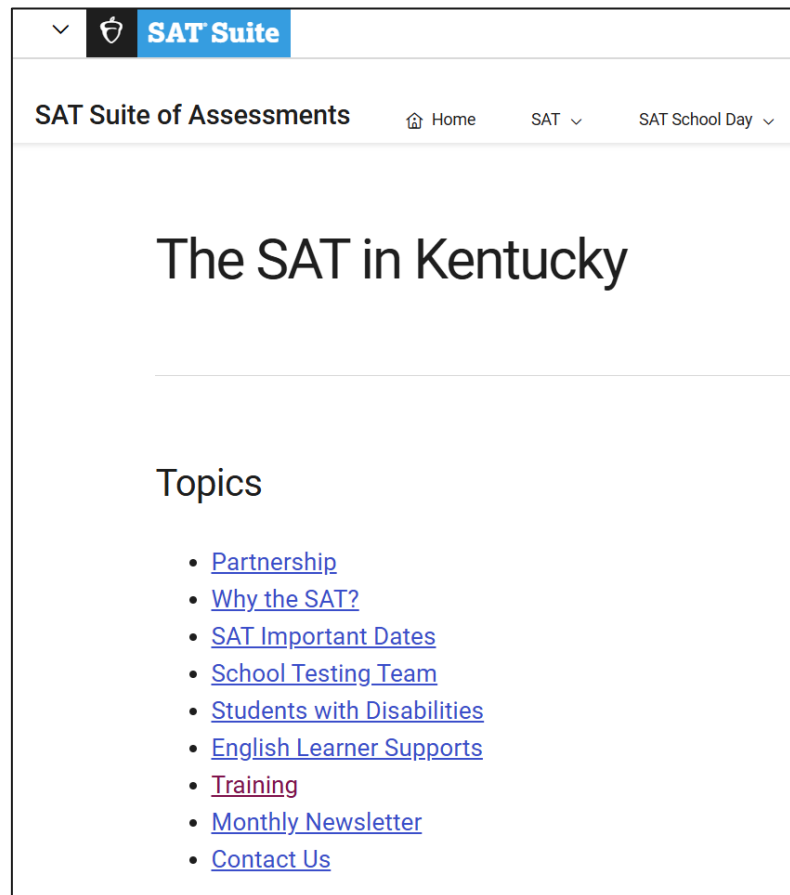 SAT® Suite
SAT Suite of Assessments Home SAT SAT School Day
The SAT in Kentucky
Topics
Partnership
Why the SAT?
SAT Important Dates
School Testing Team
Students with Disabilities
English Learner Supports
Training
Monthly Newsletter
Contact Us